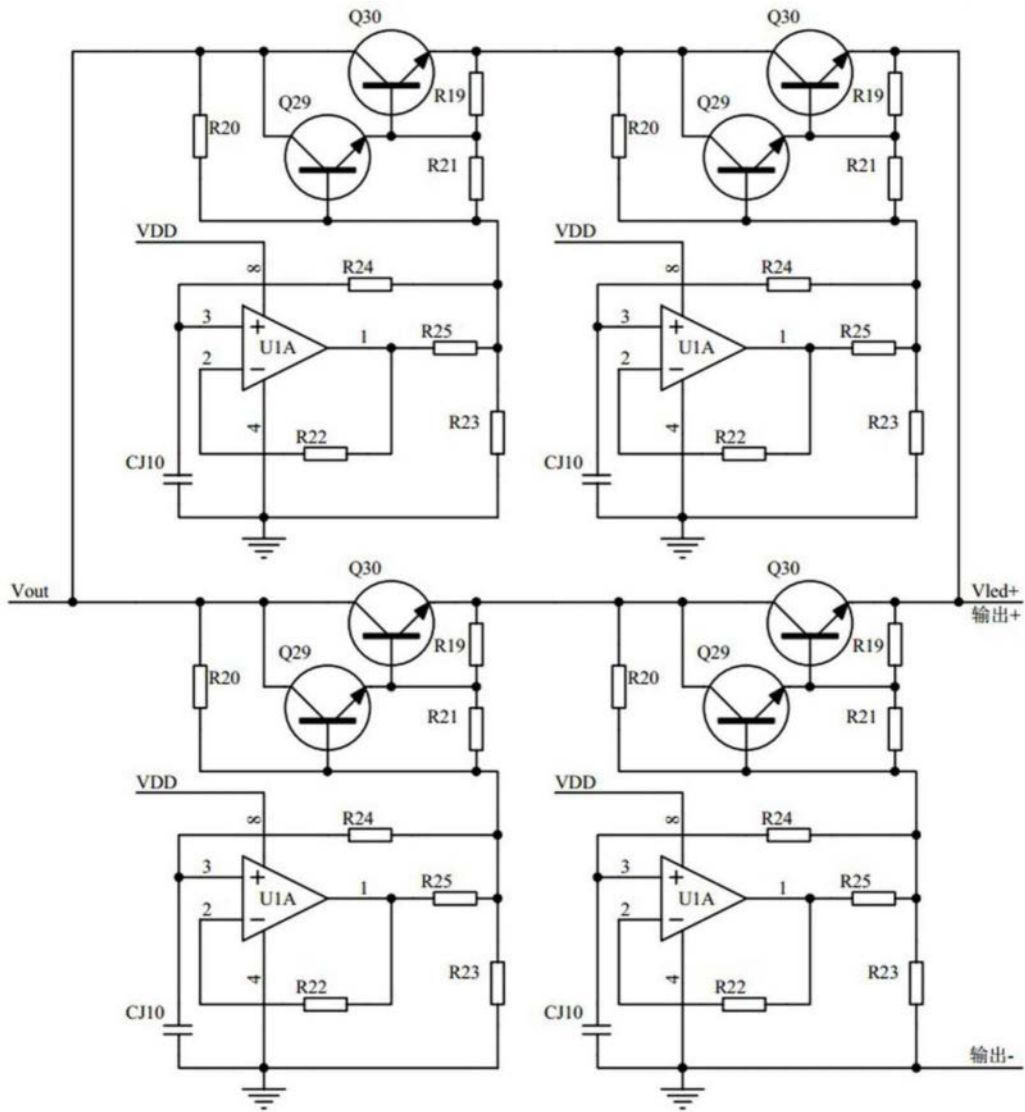 Q30
Q30
R19
R19
Q29
Q29
R20
R20
R21
R21
VDD
VDD
8
8
R24
R24
3
3
U1A
U1A
1
1
R25
R25
2
2
4
4
R23
R23
R22
R22
CJ10
CJ10
Q30
Q30
Vout
Vled+
输出+
R19
R19
Q29
Q29
R20
R20
R21
R21
VDD
VDD
8
8
R24
R24
3
3
U1A
U1A
1
1
R25
R25
2
2
4
4
R23
R23
R22
R22
CJ10
CJ10
输出-